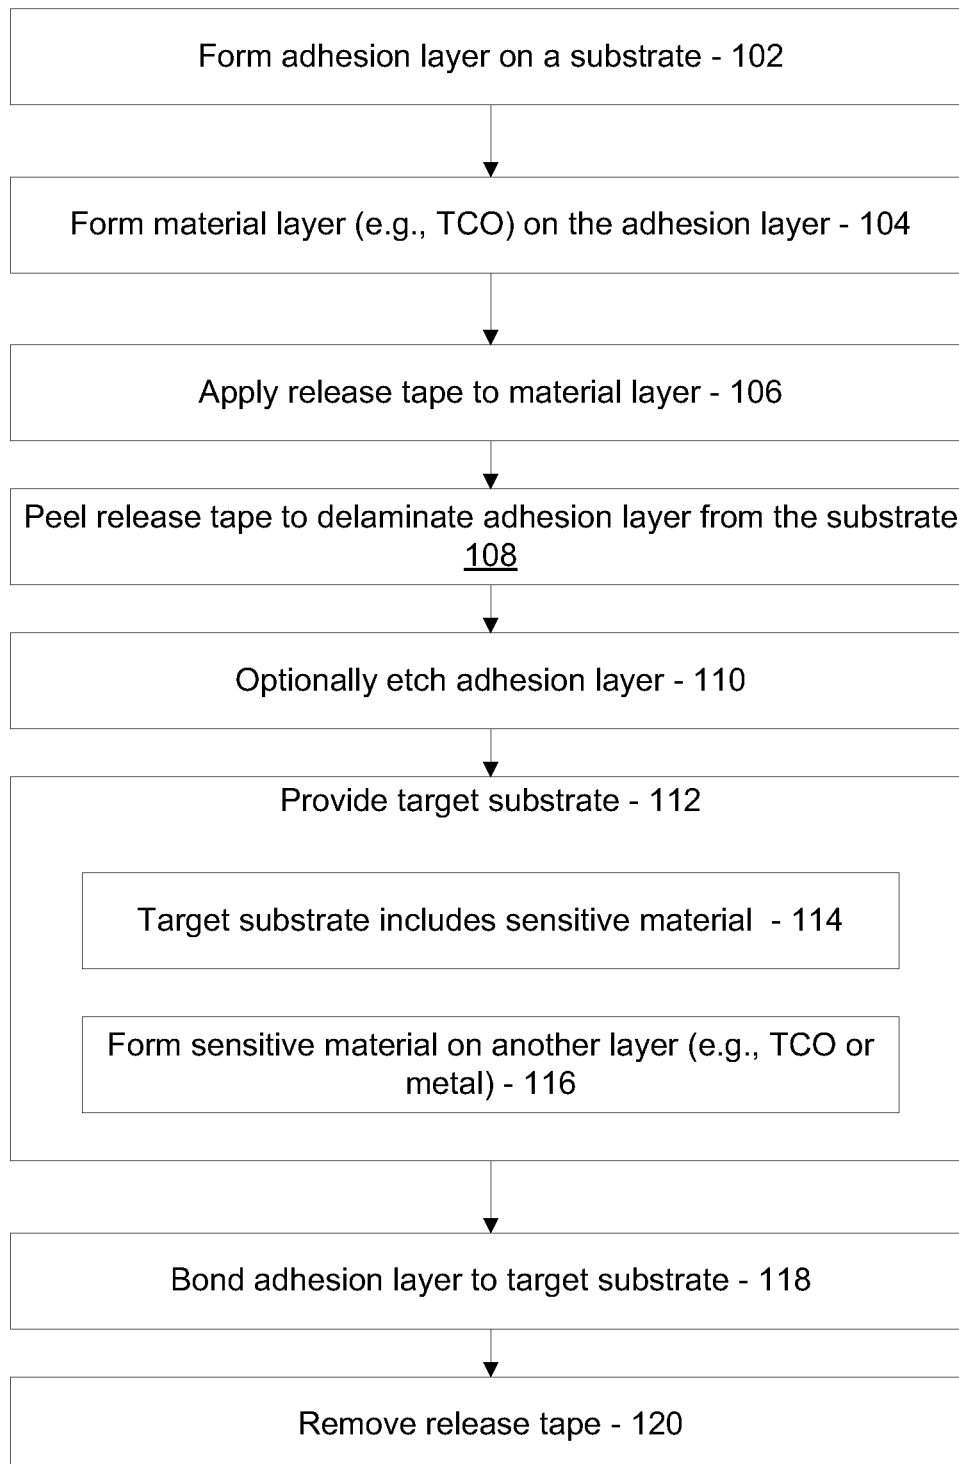 Form adhesion layer on a substrate - 102
Form material layer (e.g., TCO) on the adhesion layer - 104
Apply release tape to material layer - 106
Peel release tape to delaminate adhesion layer from the substrate
108
Optionally etch adhesion layer - 110
Provide target substrate - 112
Target substrate includes sensitive material - 114
Form sensitive material on another layer (e.g., TCO or
metal) - 116
Bond adhesion layer to target substrate - 118
Remove release tape - 120